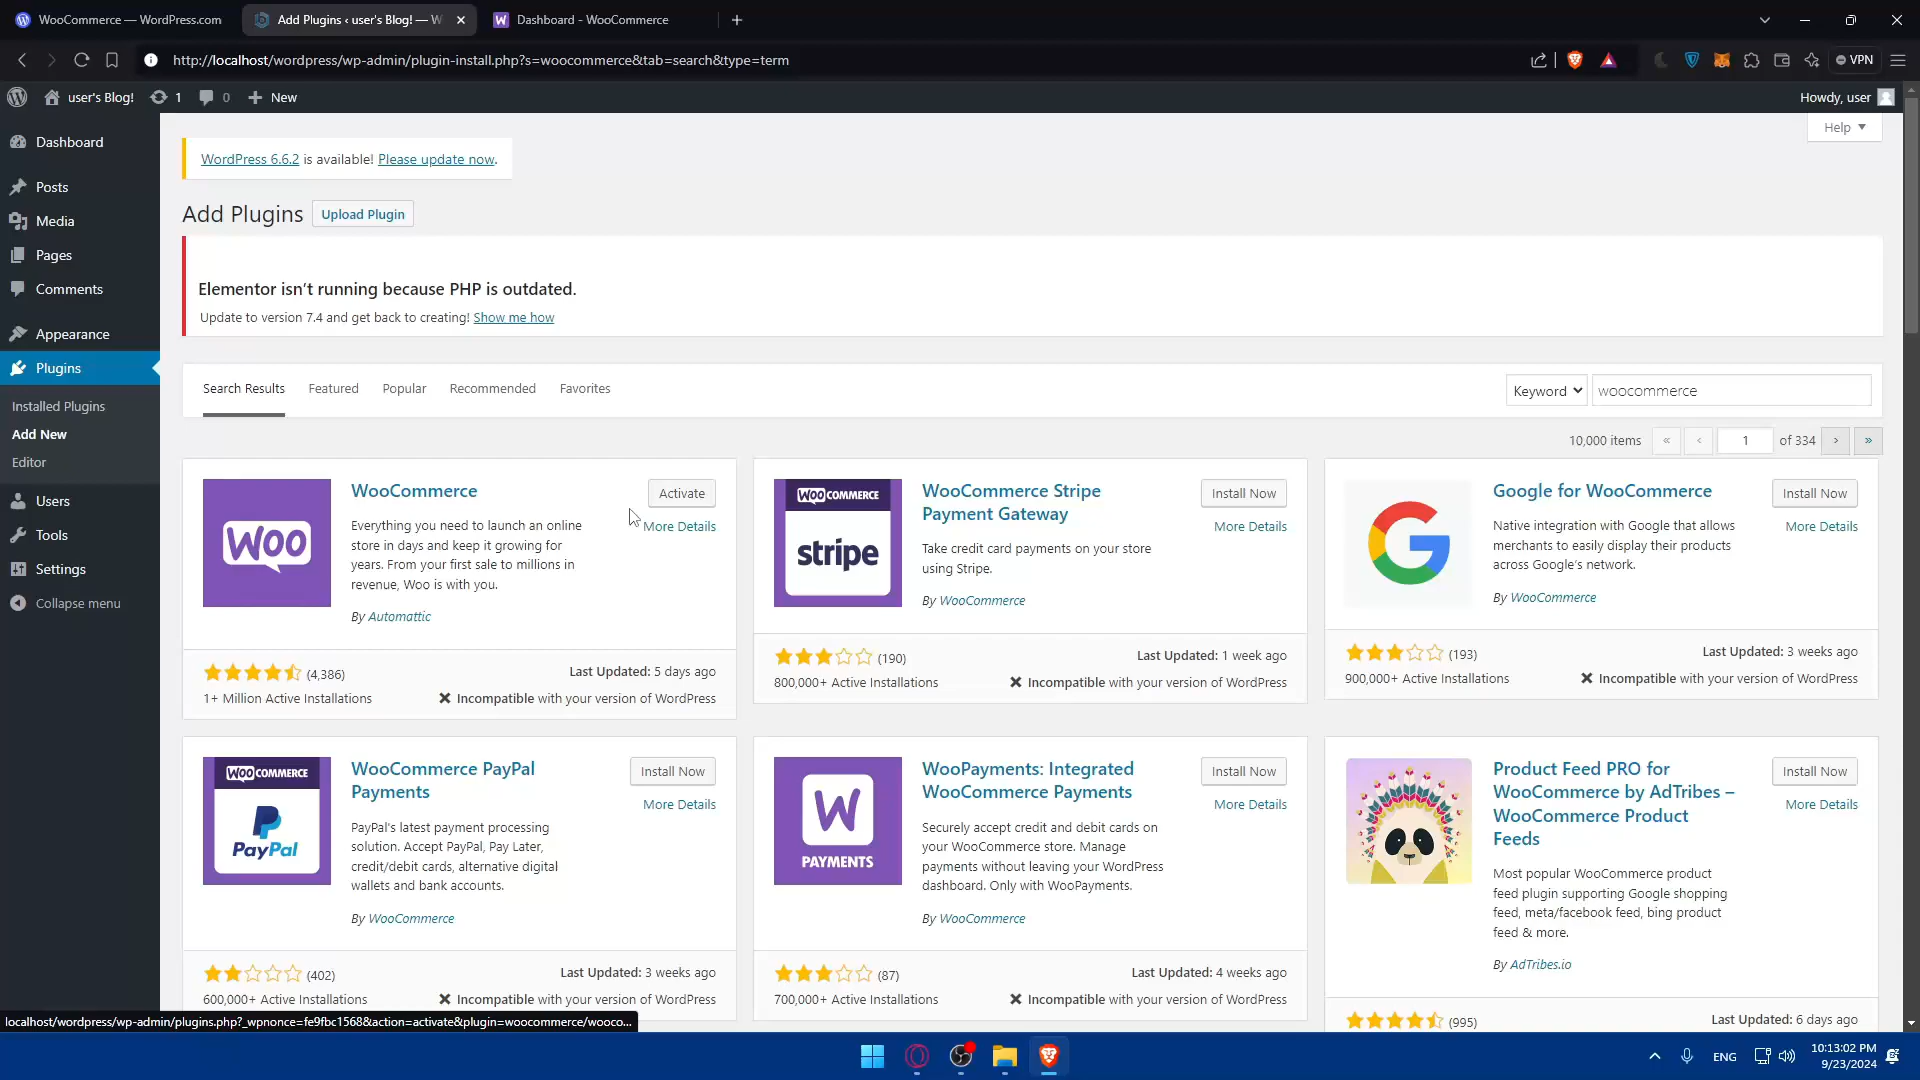 WooCommerce — WordPress.com
Add Plugins ‹ user's Blog! — W
Dashboard - WooCommerce
http://localhost/wordpress/wp-admin/plugin-install.php?s=woocommerce&tab=search&type=term
VPN
user's Blog!
1
0
New
Howdy, user
Help
Dashboard
Posts
Media
Pages
Comments
Appearance
Plugins
Installed Plugins
Add New
Editor
Users
Tools
Settings
Collapse menu
WordPress 6.6.2 is available! Please update now.
Add Plugins
Upload Plugin
Elementor isn’t running because PHP is outdated.
Update to version 7.4 and get back to creating! Show me how
Search Results
Featured
Popular
Recommended
Favorites
Keyword
woocommerce
10,000 items
«
‹
1
of 334
›
»
WOO
WooCommerce
Activate
More Details
Everything you need to launch an online
store in days and keep it growing for
years. From your first sale to millions in
revenue, Woo is with you.
By Automattic
(4,386)
Last Updated: 5 days ago
1+ Million Active Installations
Incompatible with your version of WordPress
WOO COMMERCE
stripe
WooCommerce Stripe
Payment Gateway
Install Now
More Details
Take credit card payments on your store
using Stripe.
By WooCommerce
(190)
Last Updated: 1 week ago
800,000+ Active Installations
Incompatible with your version of WordPress
G
Google for WooCommerce
Install Now
More Details
Native integration with Google that allows
merchants to easily display their products
across Google’s network.
By WooCommerce
(193)
Last Updated: 3 weeks ago
900,000+ Active Installations
Incompatible with your version of WordPress
WOO COMMERCE
PayPal
WooCommerce PayPal
Payments
Install Now
More Details
PayPal's latest payment processing
solution. Accept PayPal, Pay Later,
credit/debit cards, alternative digital
wallets and bank accounts.
By WooCommerce
(402)
Last Updated: 3 weeks ago
600,000+ Active Installations
Incompatible with your version of WordPress
W
PAYMENTS
WooPayments: Integrated
WooCommerce Payments
Install Now
More Details
Securely accept credit and debit cards on
your WooCommerce store. Manage
payments without leaving your WordPress
dashboard. Only with WooPayments.
By WooCommerce
(87)
Last Updated: 4 weeks ago
700,000+ Active Installations
Incompatible with your version of WordPress
Product Feed PRO for
WooCommerce by AdTribes –
WooCommerce Product
Feeds
Install Now
More Details
Most popular WooCommerce product
feed plugin supporting Google shopping
feed, meta/facebook feed, bing product
feed & more.
By AdTribes.io
(995)
Last Updated: 6 days ago
localhost/wordpress/wp-admin/plugins.php?_wpnonce=fe9fbc1568&action=activate&plugin=woocommerce/wooco...
ENG
10:13:02 PM
9/23/2024